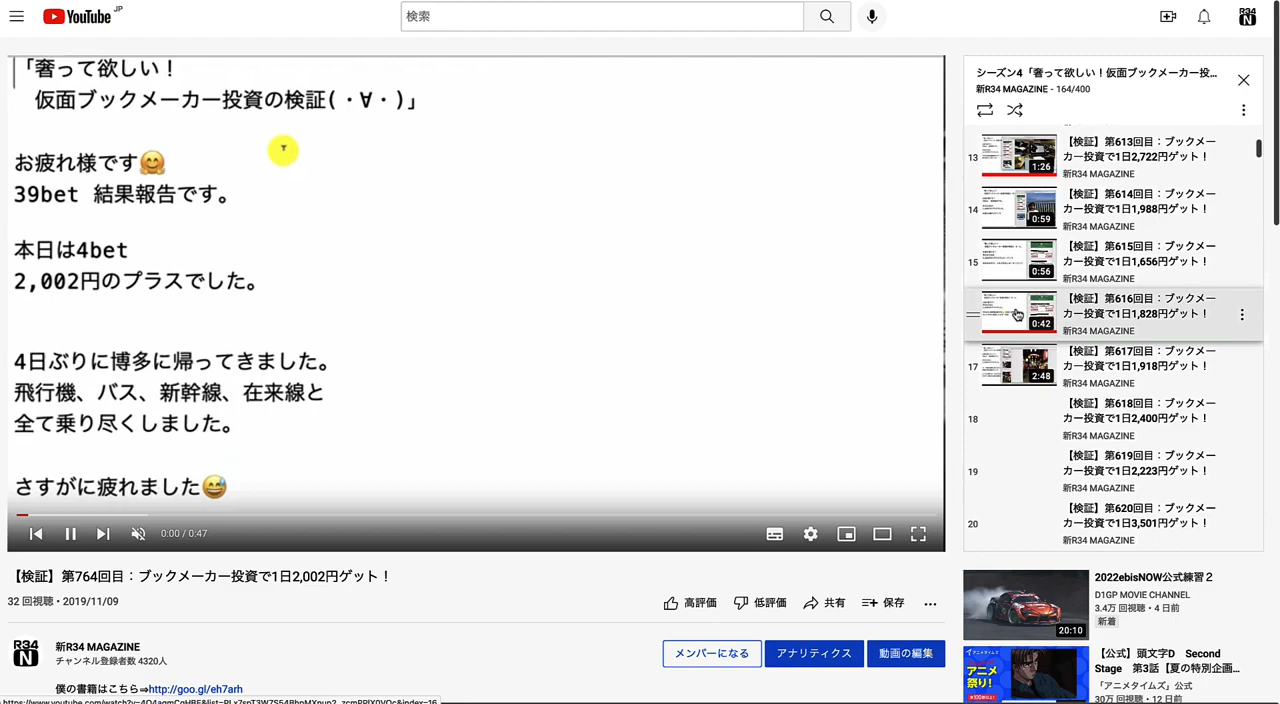 YouTube JP
検索
R34
N
「奢って欲しい！
仮面ブックメーカー投資の検証(・∀・)」
お疲れ様です🤗
39bet 結果報告です。
本日は4bet
2,002円のプラスでした。
4日ぶりに博多に帰ってきました。
飛行機、バス、新幹線、在来線と
全て乗り尽くしました。
さすがに疲れました😅
0:00 / 0:47
【検証】第764回目：ブックメーカー投資で1日2,002円ゲット！
32 回視聴・2019/11/09
高評価
低評価
共有
保存
R34
N
新R34 MAGAZINE
チャンネル登録者数 4320人
メンバーになる
アナリティクス
動画の編集
僕の書籍はこちら⇒http://goo.gl/eh7arh
シーズン4「奢って欲しい！仮面ブックメーカー投...
新R34 MAGAZINE - 164/400
13
1:26
【検証】第613回目：ブックメー
カー投資で1日2,722円ゲット！
新R34 MAGAZINE
14
0:59
【検証】第614回目：ブックメー
カー投資で1日1,988円ゲット！
新R34 MAGAZINE
15
0:56
【検証】第615回目：ブックメー
カー投資で1日1,656円ゲット！
新R34 MAGAZINE
0:42
【検証】第616回目：ブックメー
カー投資で1日1,828円ゲット！
新R34 MAGAZINE
17
2:48
【検証】第617回目：ブックメー
カー投資で1日1,918円ゲット！
新R34 MAGAZINE
18
【検証】第618回目：ブックメー
カー投資で1日2,400円ゲット！
新R34 MAGAZINE
19
【検証】第619回目：ブックメー
カー投資で1日2,223円ゲット！
新R34 MAGAZINE
20
【検証】第620回目：ブックメー
カー投資で1日3,501円ゲット！
新R34 MAGAZINE
20:10
2022ebisNOW公式練習２
D1GP MOVIE CHANNEL
3.4万 回視聴・4 日前
新着
アニメタイムズ
アニメ
祭り！
【公式】頭文字D　Second
Stage　第3話【夏の特別企画...
「アニメタイムズ」公式
30万 回視聴・12 日前